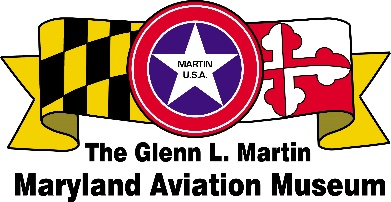 MARTIN
U.S.A.
The Glenn L. Martin
Maryland Aviation Museum